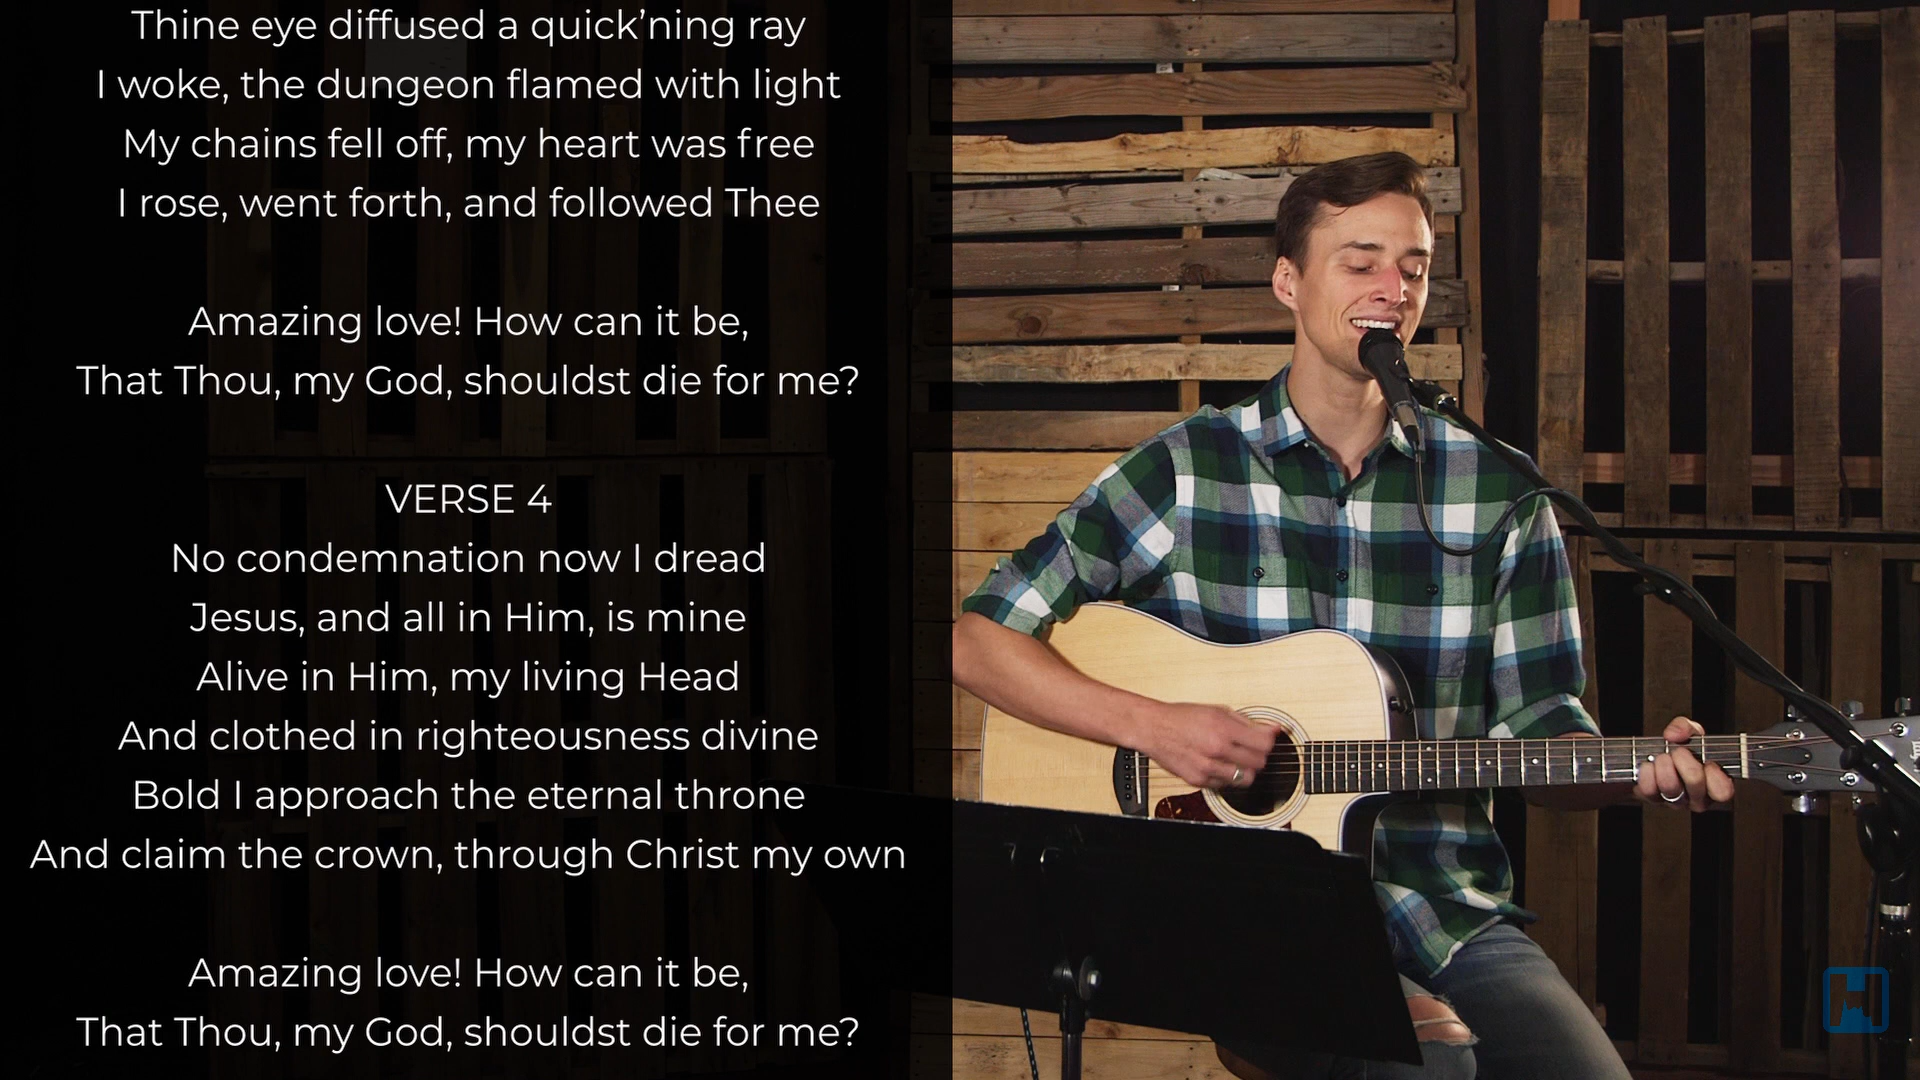 Thine eye diffused a quick’ning ray
I woke, the dungeon flamed with light
My chains fell off, my heart was free
I rose, went forth, and followed Thee
Amazing love! How can it be,
That Thou, my God, shouldst die for me?
VERSE 4
No condemnation now I dread
Jesus, and all in Him, is mine
Alive in Him, my living Head
And clothed in righteousness divine
Bold I approach the eternal throne
And claim the crown, through Christ my own
Amazing love! How can it be,
That Thou, my God, shouldst die for me?